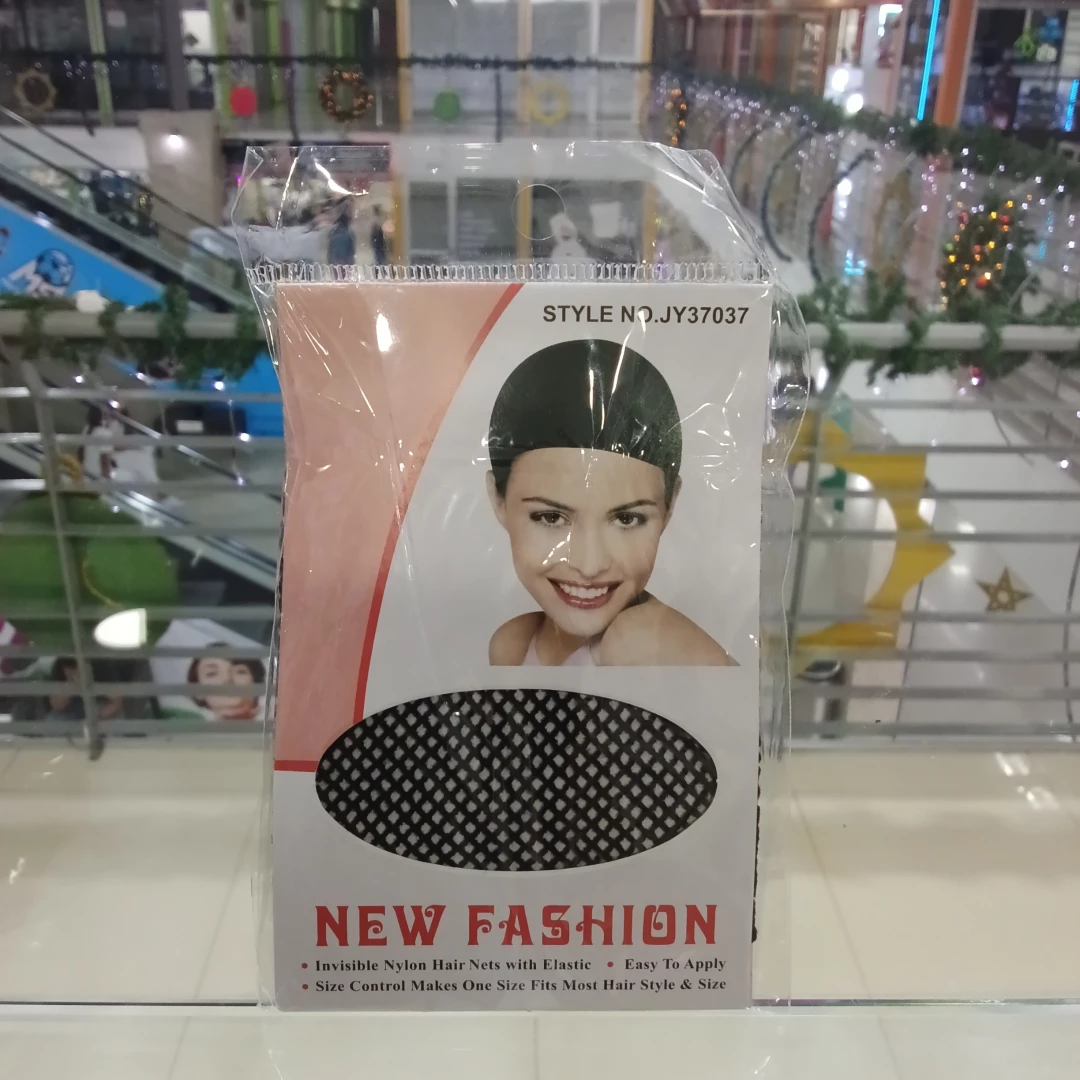 STYLE NO.JY37037
NEW FASHION
• Invisible Nylon Hair Nets with Elastic • Easy To Apply
• Size Control Makes One Size Fits Most Hair Style & Size